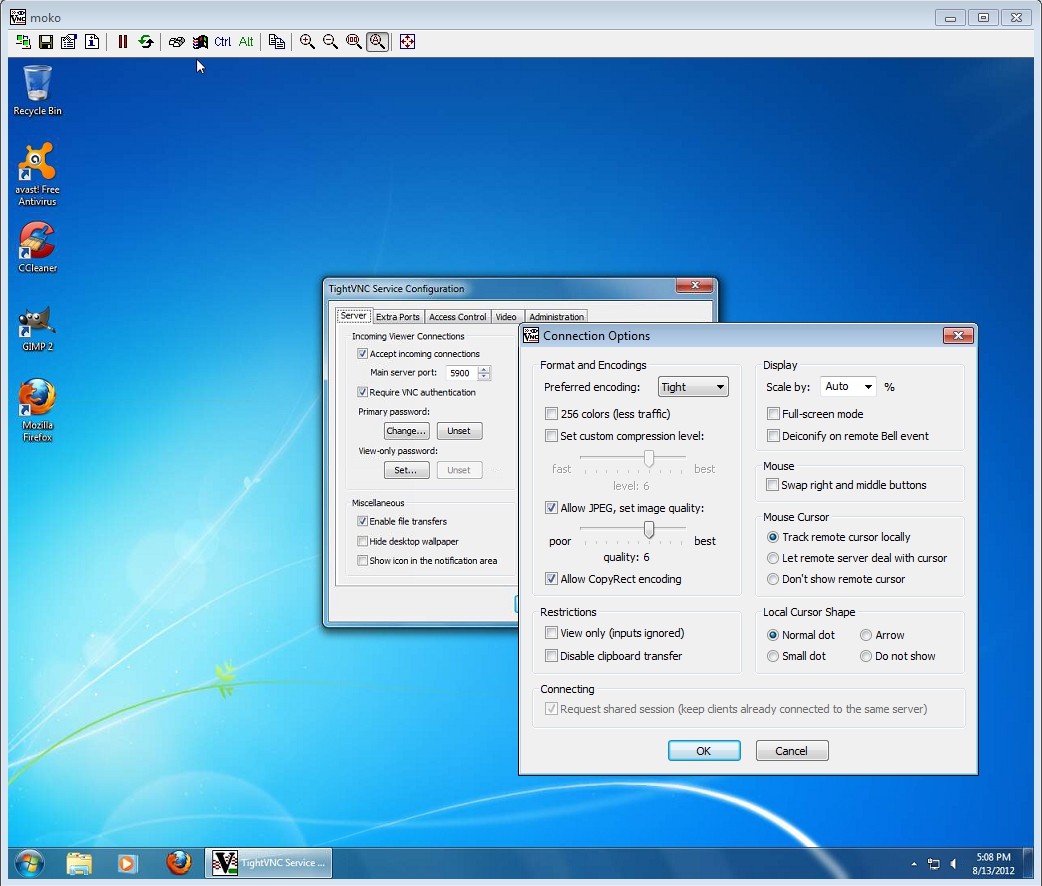 moko
Ctrl Alt
Recycle Bin
avast! Free
Antivirus
CCleaner
GIMP 2
Mozilla
Firefox
TightVNC Service Configuration
Server Extra Ports Access Control Video Administration
Incoming Viewer Connections
Accept incoming connections
Main server port: 5900
Require VNC authentication
Primary password:
Change... Unset
View-only password:
Set... Unset
Miscellaneous
Enable file transfers
Hide desktop wallpaper
Show icon in the notification area
Connection Options
Format and Encodings
Preferred encoding: Tight
256 colors (less traffic)
Set custom compression level:
fast best
level: 6
Allow JPEG, set image quality:
poor best
quality: 6
Allow CopyRect encoding
Restrictions
View only (inputs ignored)
Disable clipboard transfer
Display
Scale by: Auto %
Full-screen mode
Deiconify on remote Bell event
Mouse
Swap right and middle buttons
Mouse Cursor
Track remote cursor locally
Let remote server deal with cursor
Don't show remote cursor
Local Cursor Shape
Normal dot Arrow
Small dot Do not show
Connecting
Request shared session (keep clients already connected to the same server)
OK Cancel
TightVNC Service ...
5:08 PM
8/13/2012